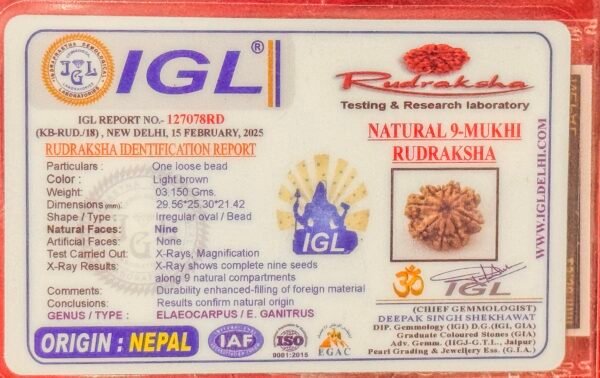 IGL®
Rudraksha
Testing & Research laboratory
IGL REPORT NO.- 127078RD
(KB-RUD./18) , NEW DELHI, 15 FEBRUARY, 2025
RUDRAKSHA IDENTIFICATION REPORT
Particulars : One loose bead
Color : Light brown
Weight : 03.150 Gms.
Dimensions (mm): 29.56*25.30*21.42
Shape / Type : Irregular oval / Bead
Natural Faces: Nine
Artificial Faces: None
Test Carried Out: X-Rays, Magnification
X-Ray Results: X-Ray shows complete nine seeds
along 9 natural compartments
Comments: Durability enhanced-filling of foreign material
Conclusions: Results confirm natural origin
GENUS / TYPE : ELAEOCARPUS / E. GANITRUS
ORIGIN : NEPAL
IAF
ISO
9001:2015
EGAC
IGL
NATURAL 9-MUKHI
RUDRAKSHA
WWW.IGLDELHI.COM
ॐ IGL
(CHIEF GEMMOLOGIST)
DEEPAK SINGH SHEKHAWAT
DIP. Gemmology (IGI) D.G.(IGI, GIA)
Graduate Coloured Stones (GIA)
Adv. Gemm. (IIGJ-G.T.L., Jaipur)
Pearl Grading & Jewellery Ess. (G.I.A.)